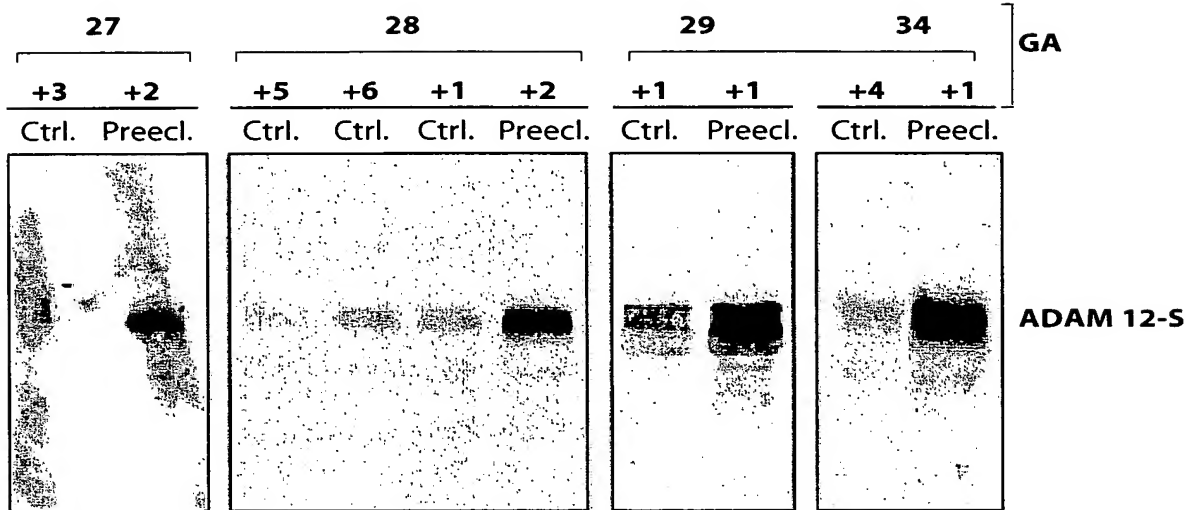 27 28 29 34 GA
+3 +2 +5 +6 +1 +2 +1 +1 +4 +1
Ctrl. Preecl. Ctrl. Ctrl. Ctrl. Preecl. Ctrl. Preecl. Ctrl. Preecl.
ADAM 12-S